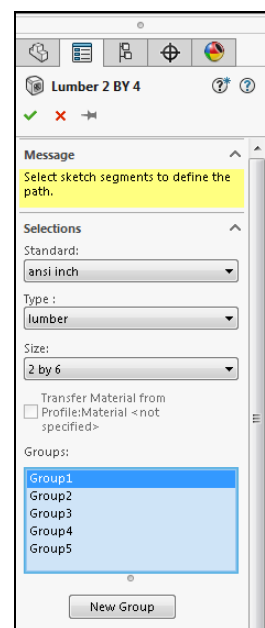 Lumber 2 BY 4
Message
Select sketch segments to define the
path.
Selections
Standard:
ansi inch
Type :
lumber
Size:
2 by 6
Transfer Material from
Profile:Material <not
specified>
Groups:
Group1
Group2
Group3
Group4
Group5
New Group